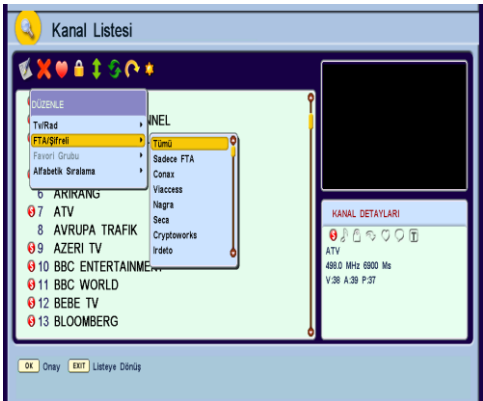 Kanal Listesi
DÜZENLE
Tv/Rad
FTA/Şifreli
Favori Grubu
Alfabetik Sıralama
NNEL
Tümü
Sadece FTA
Conax
Viaccess
Nagra
Seca
Cryptoworks
Irdeto
6 ARIRANG
7 ATV
8 AVRUPA TRAFIK
9 AZERI TV
10 BBC ENTERTAINMENT
11 BBC WORLD
12 BEBE TV
13 BLOOMBERG
KANAL DETAYLARI
ATV
498.0 MHz 6900 Ms
V:38 A:39 P:37
OK Onay EXIT Listeye Dönüş